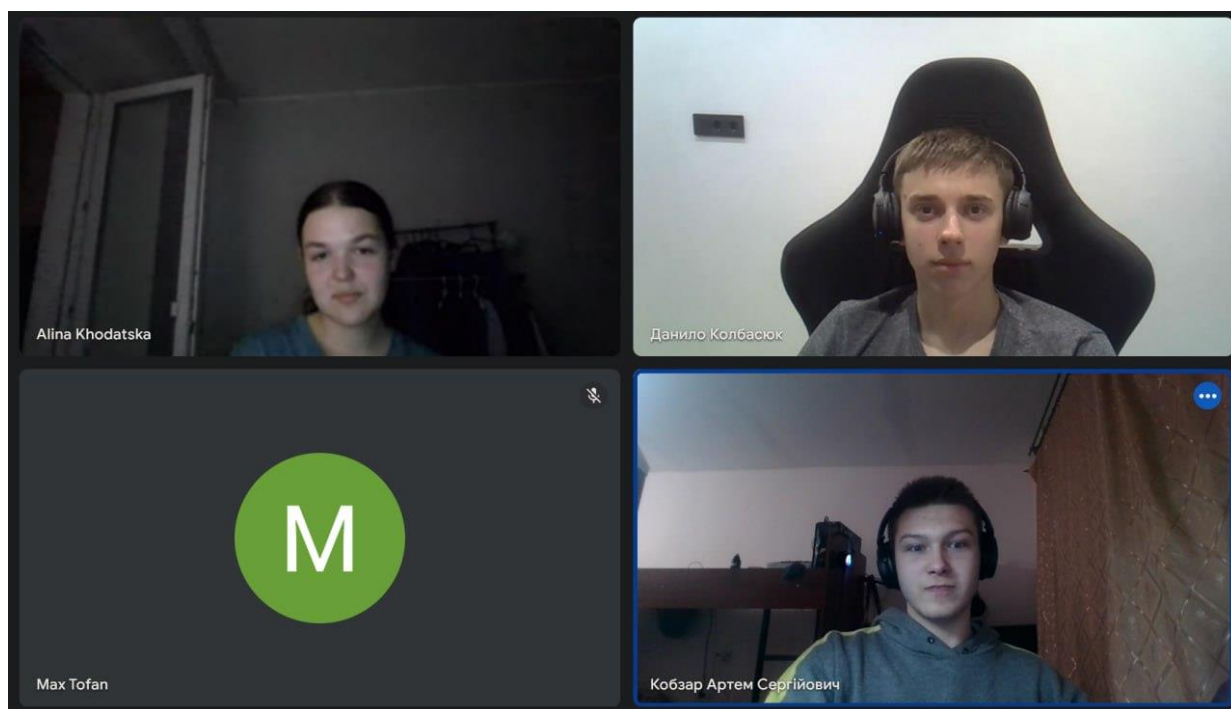 Alina Khodatska
Данило Колбасюк
M
Max Tofan
Кобзар Артем Сергійович